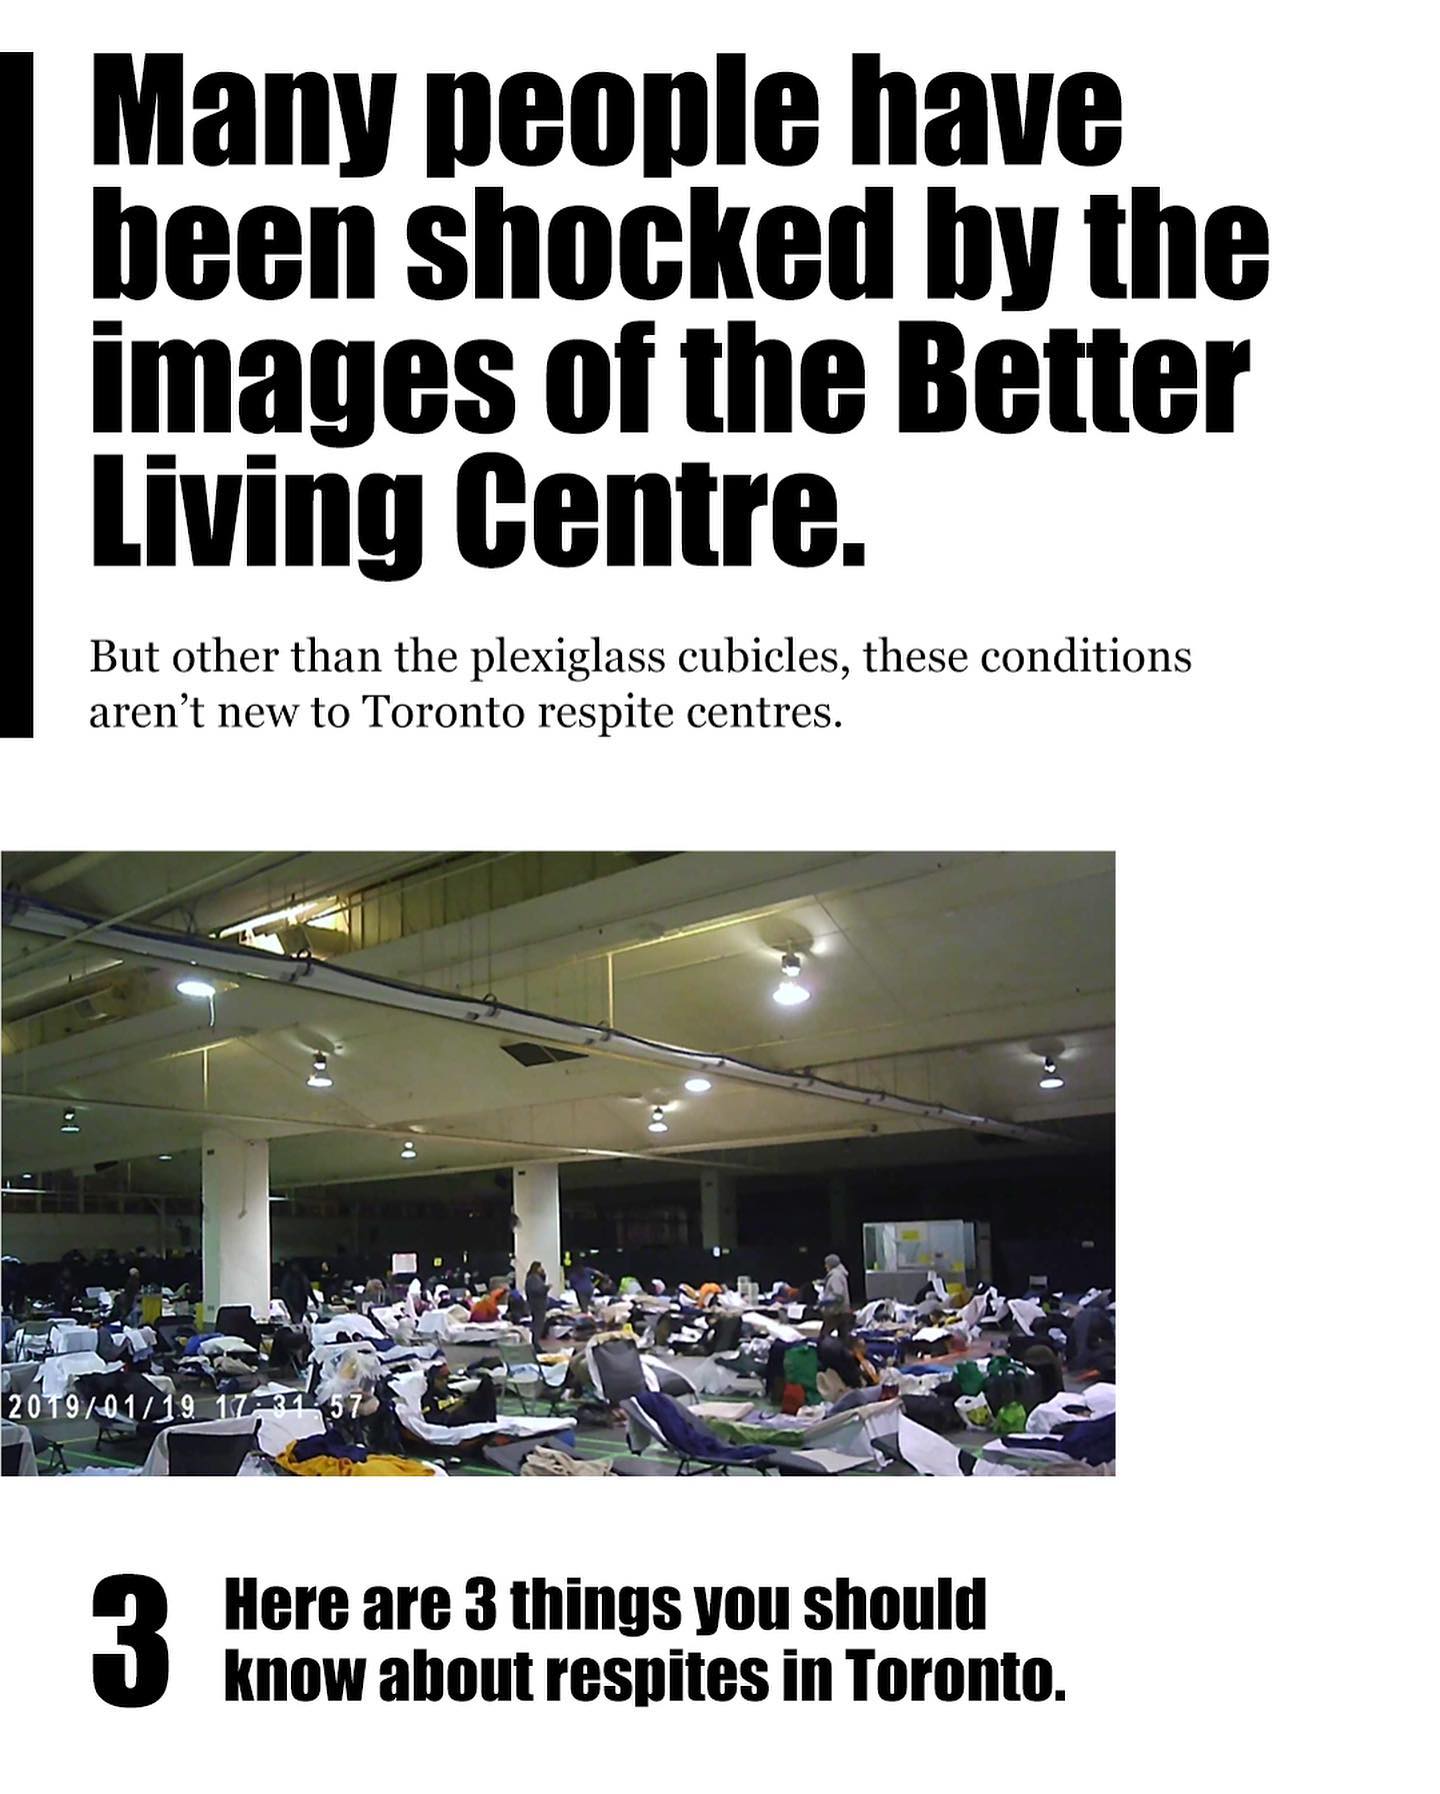 Many people have
been shocked by the
images of the Better
Living Centre.
But other than the plexiglass cubicles, these conditions
aren’t new to Toronto respite centres.
2019/01/19 17:31:57
3
Here are 3 things you should
know about respites in Toronto.